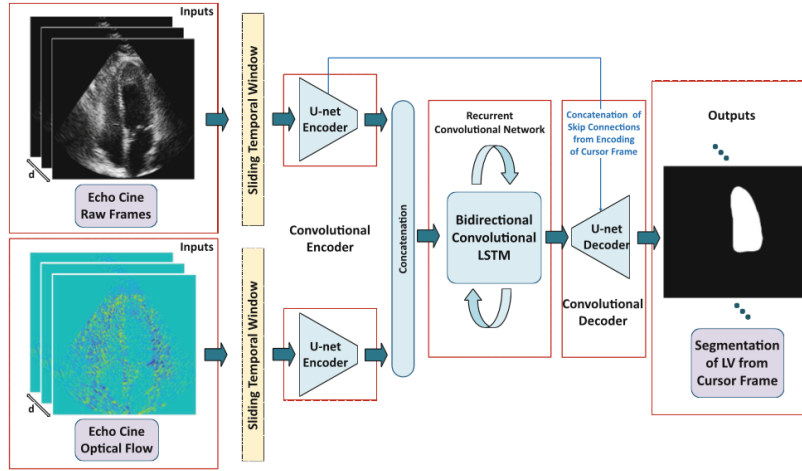 Inputs
d
Echo Cine
Raw Frames
Sliding Temporal Window
U-net
Encoder
Inputs
d
Echo Cine
Optical Flow
Sliding Temporal Window
U-net
Encoder
Convolutional
Encoder
Concatenation
Recurrent
Convolutional Network
Bidirectional
Convolutional
LSTM
Concatenation of
Skip Connections
from Encoding
of Cursor Frame
U-net
Decoder
Convolutional
Decoder
Outputs
Segmentation
of LV from
Cursor Frame